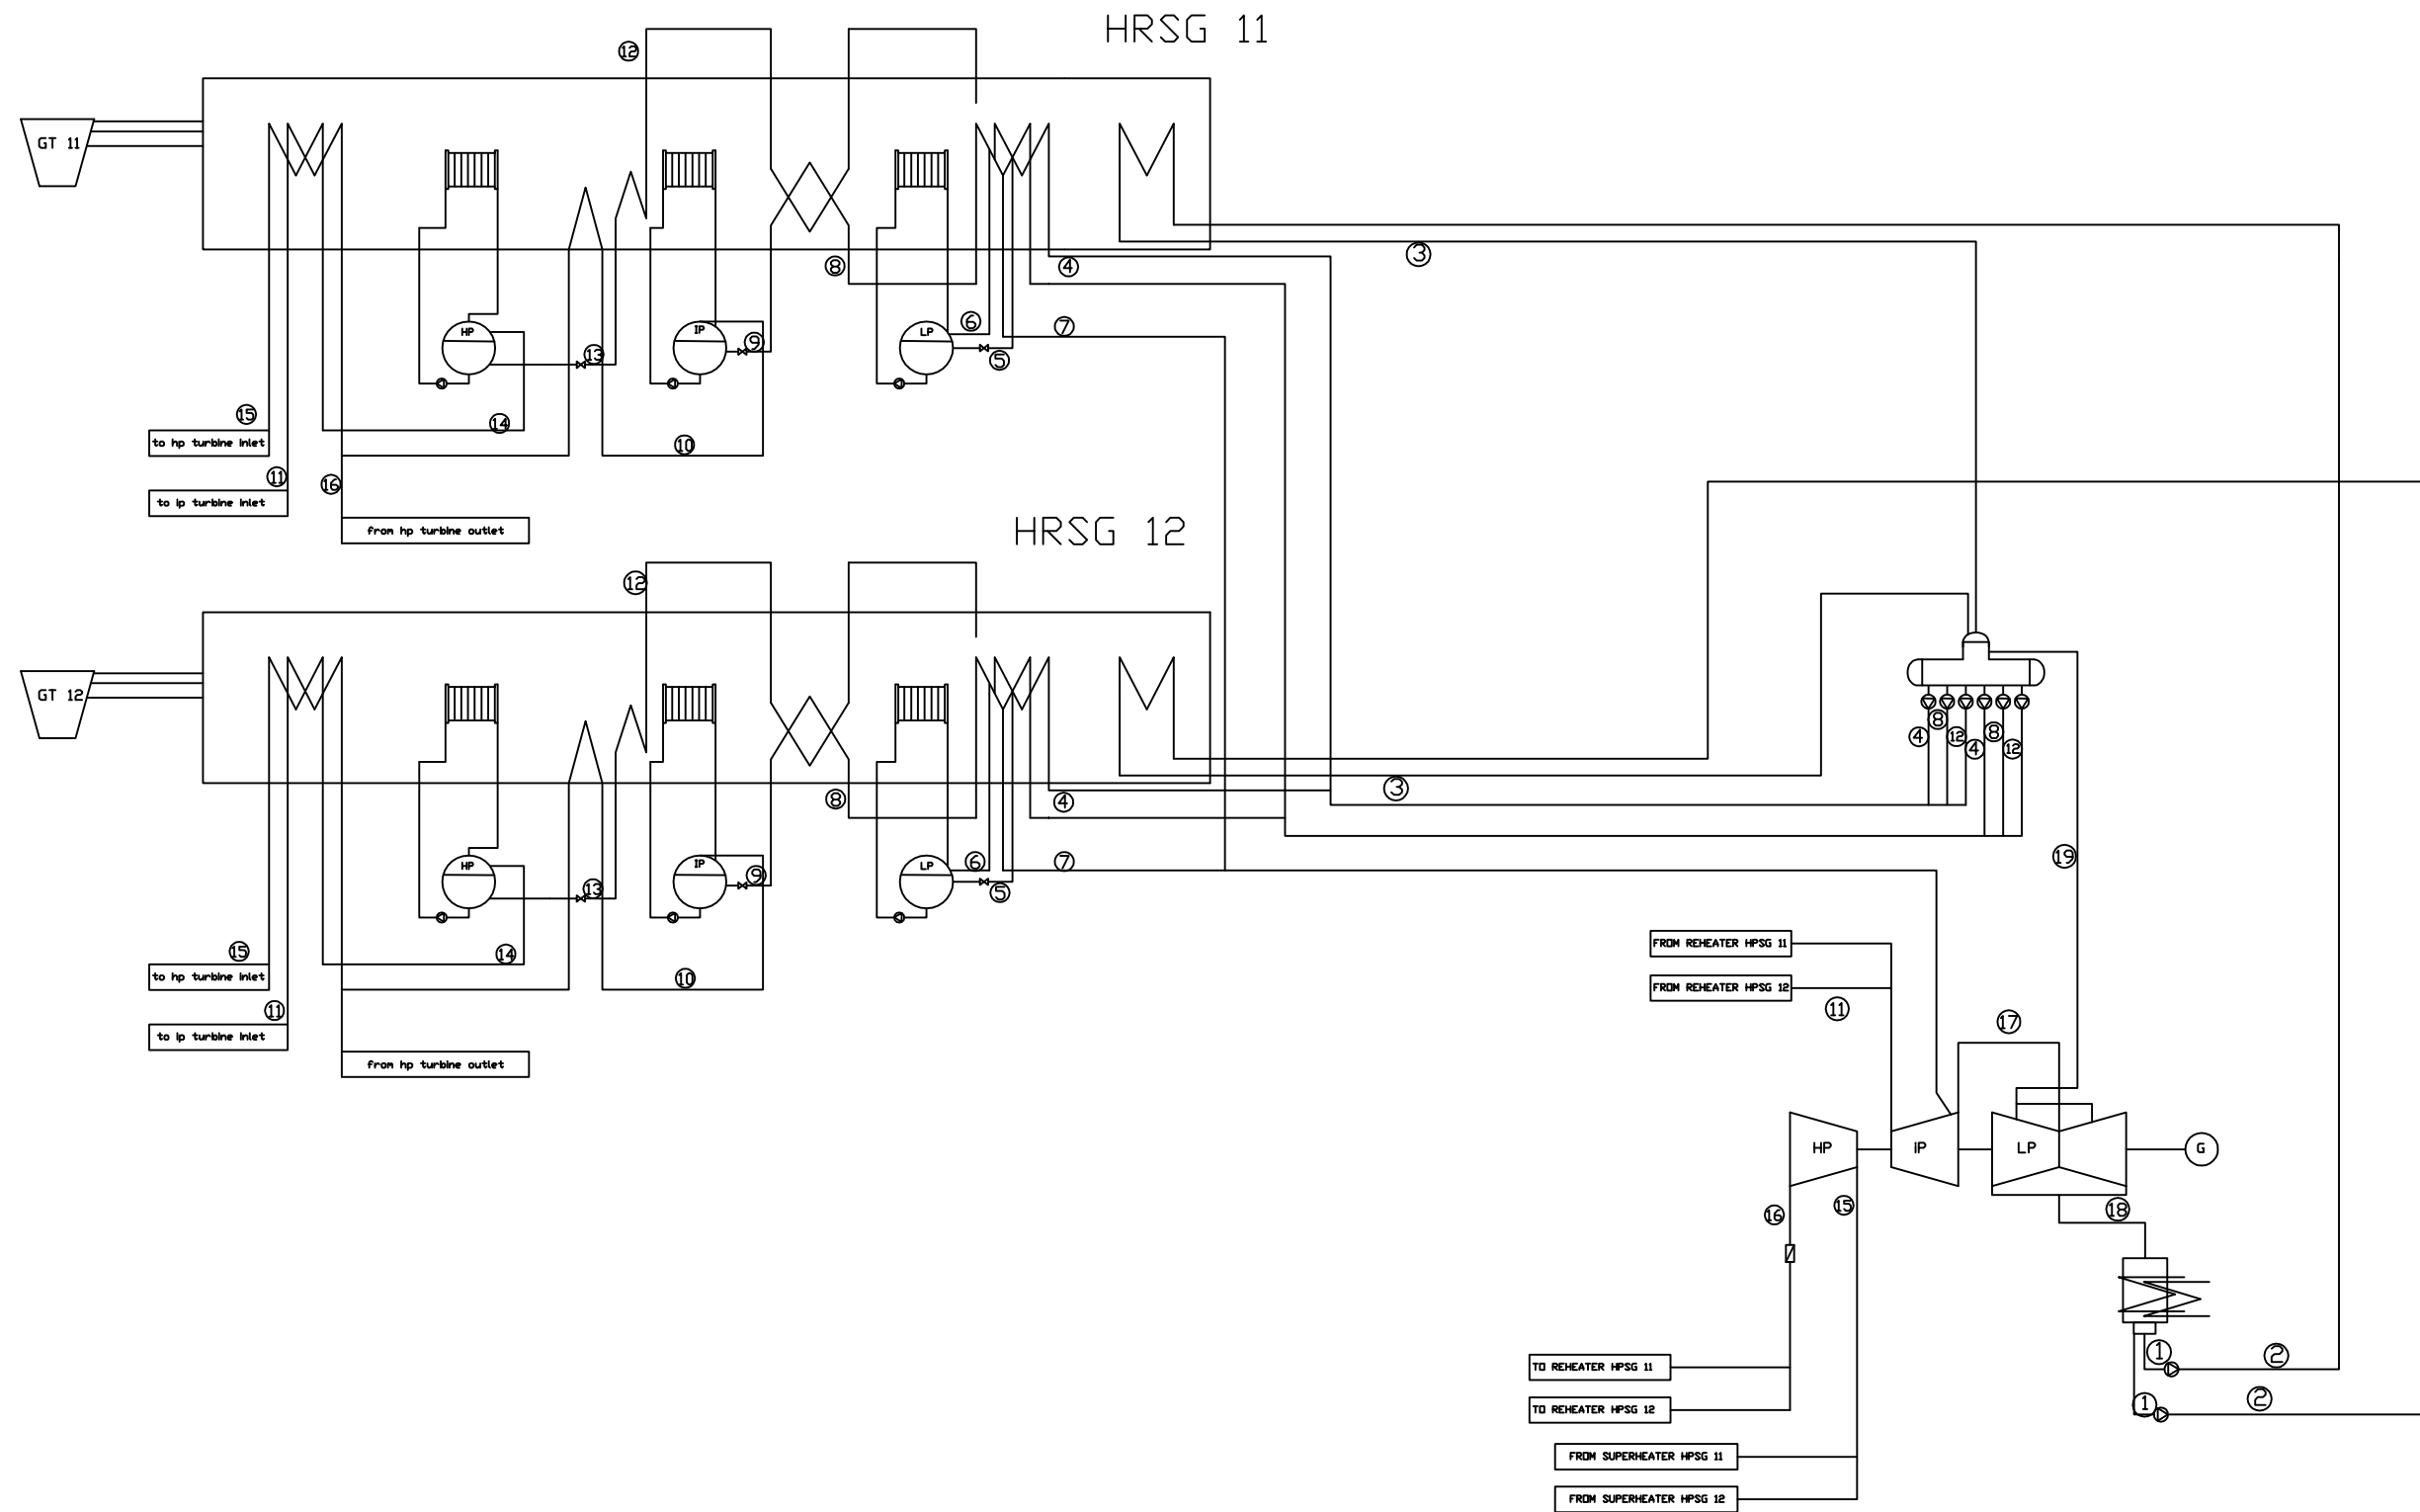 HRSG 11
12
GT 11
3
8
4
HP
IP
LP
6
7
13
9
5
15
14
10
to hp turbine inlet
11
16
to ip turbine inlet
from hp turbine outlet
HRSG 12
12
GT 12
8
4
8
12
4
12
3
8
4
HP
IP
LP
6
7
19
13
9
5
15
14
10
to hp turbine inlet
11
to ip turbine inlet
from hp turbine outlet
FROM REHEATER HPSG 11
FROM REHEATER HPSG 12
11
17
HP
IP
LP
G
16
15
18
TO REHEATER HPSG 11
1
2
TO REHEATER HPSG 12
1
2
FROM SUPERHEATER HPSG 11
FROM SUPERHEATER HPSG 12